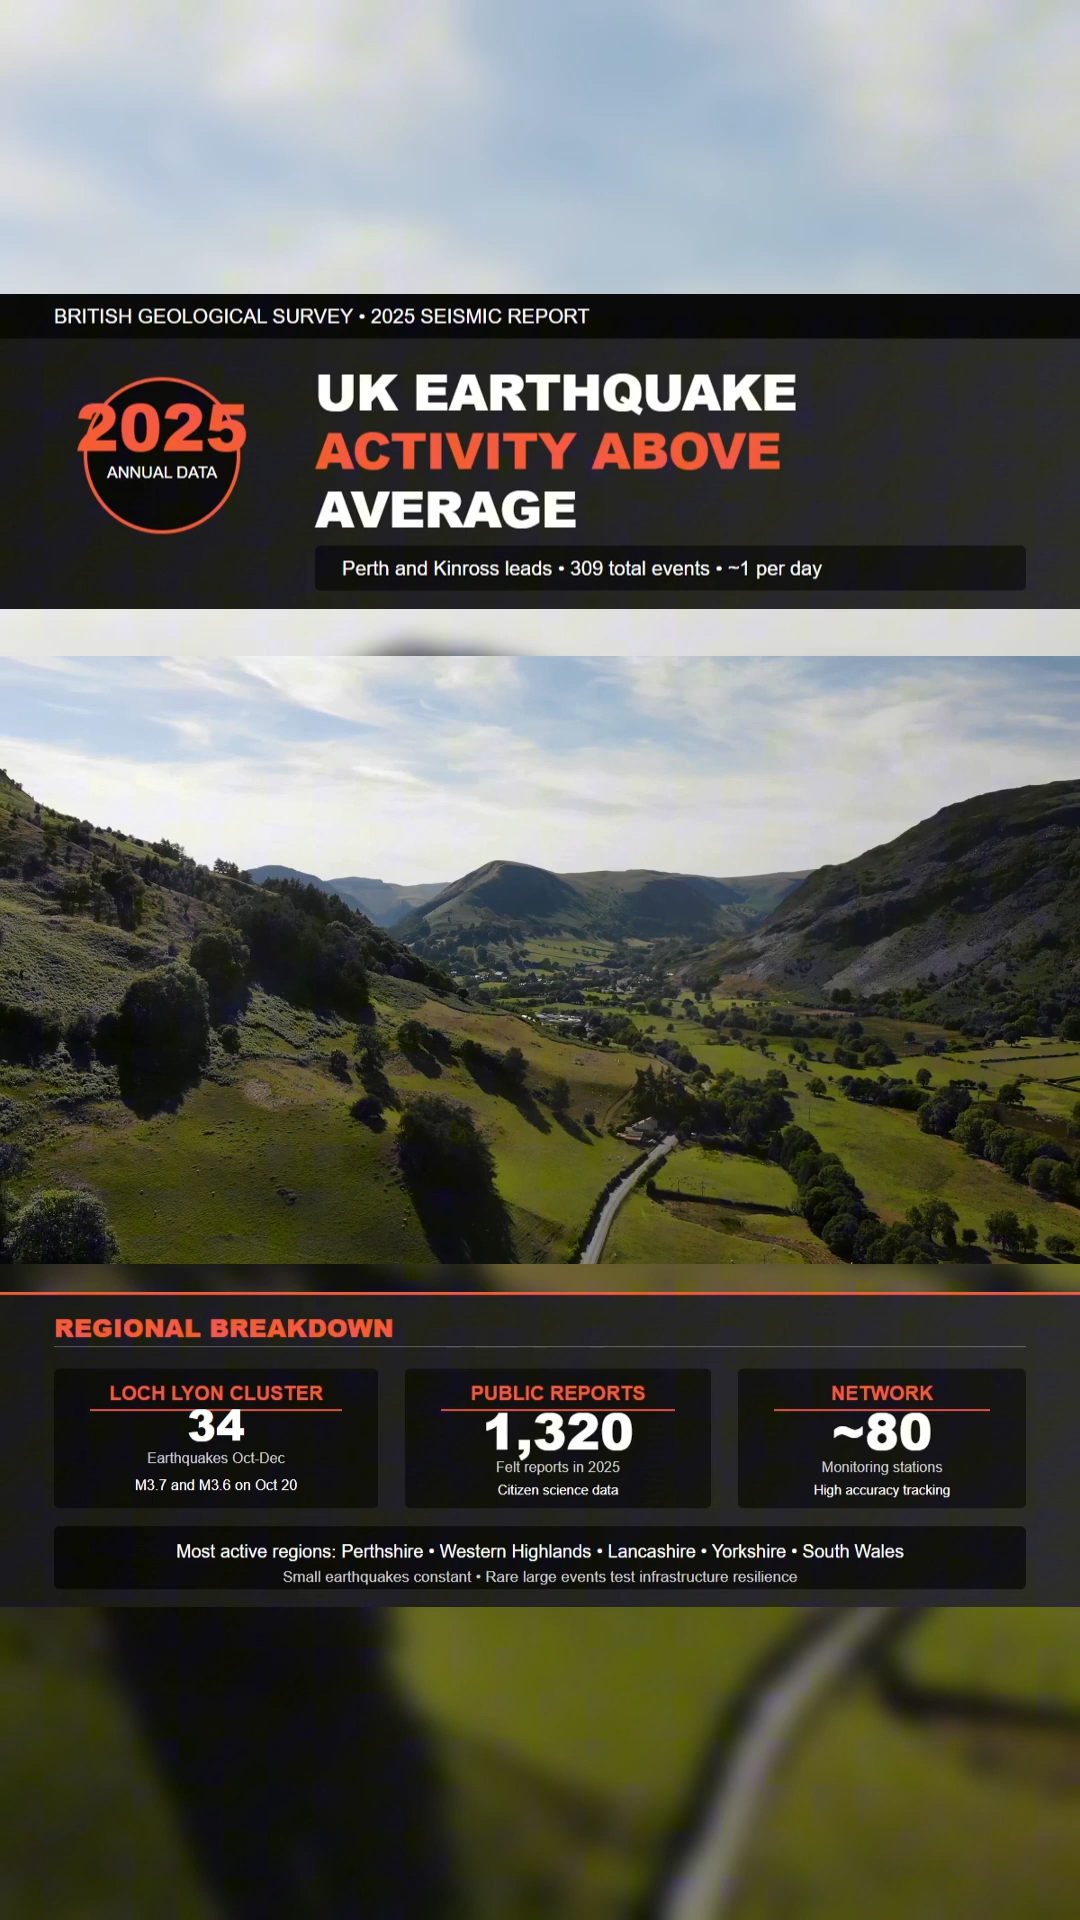 BRITISH GEOLOGICAL SURVEY • 2025 SEISMIC REPORT
2025
ANNUAL DATA
UK EARTHQUAKE
ACTIVITY ABOVE
AVERAGE
Perth and Kinross leads • 309 total events • ~1 per day
REGIONAL BREAKDOWN
LOCH LYON CLUSTER
34
Earthquakes Oct-Dec
M3.7 and M3.6 on Oct 20
PUBLIC REPORTS
1,320
Felt reports in 2025
Citizen science data
NETWORK
~80
Monitoring stations
High accuracy tracking
Most active regions: Perthshire • Western Highlands • Lancashire • Yorkshire • South Wales
Small earthquakes constant • Rare large events test infrastructure resilience